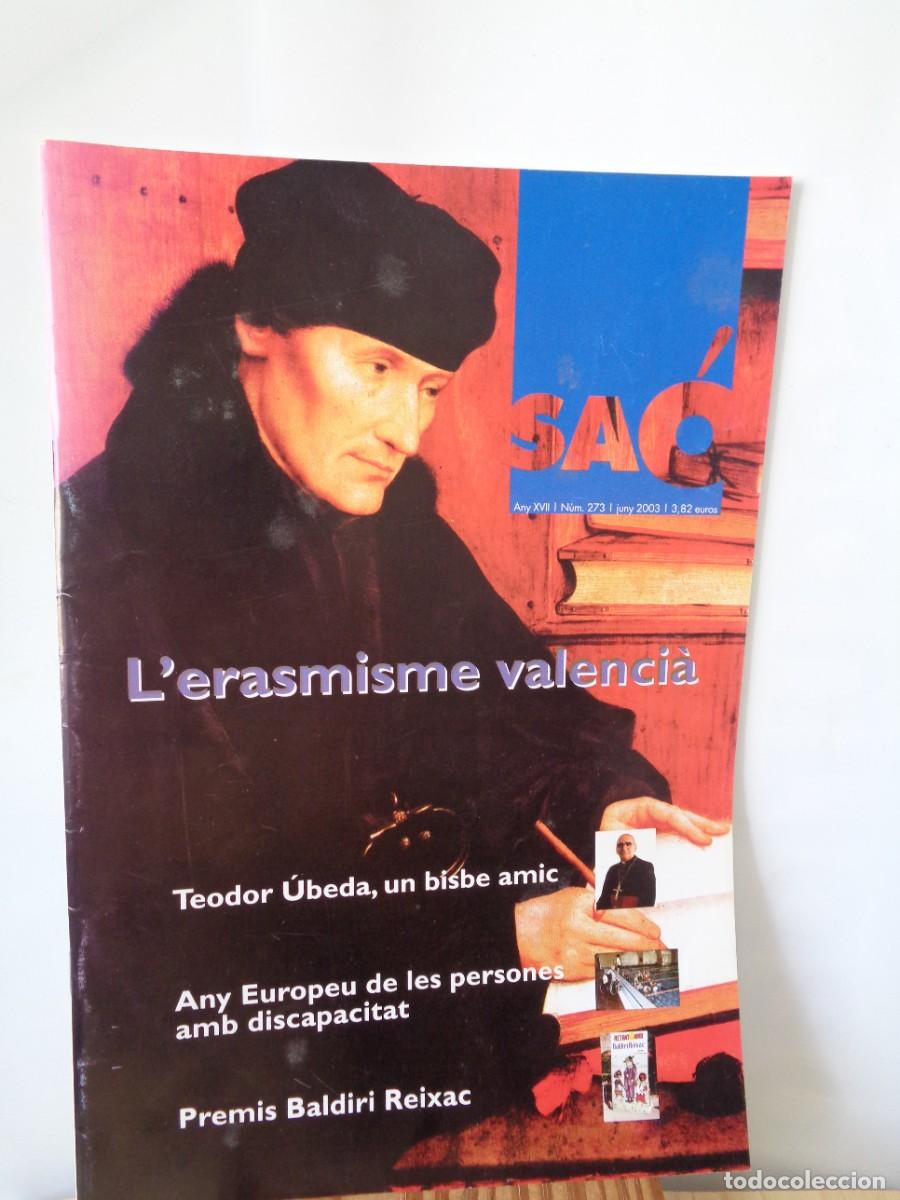 SAÓ
Any XVII | Núm. 273 | juny 2003 | 3,82 euros
L'erasmisme valencià
Teodor Úbeda, un bisbe amic
Any Europeu de les persones
amb discapacitat
Premis Baldiri Reixac
todocoleccion